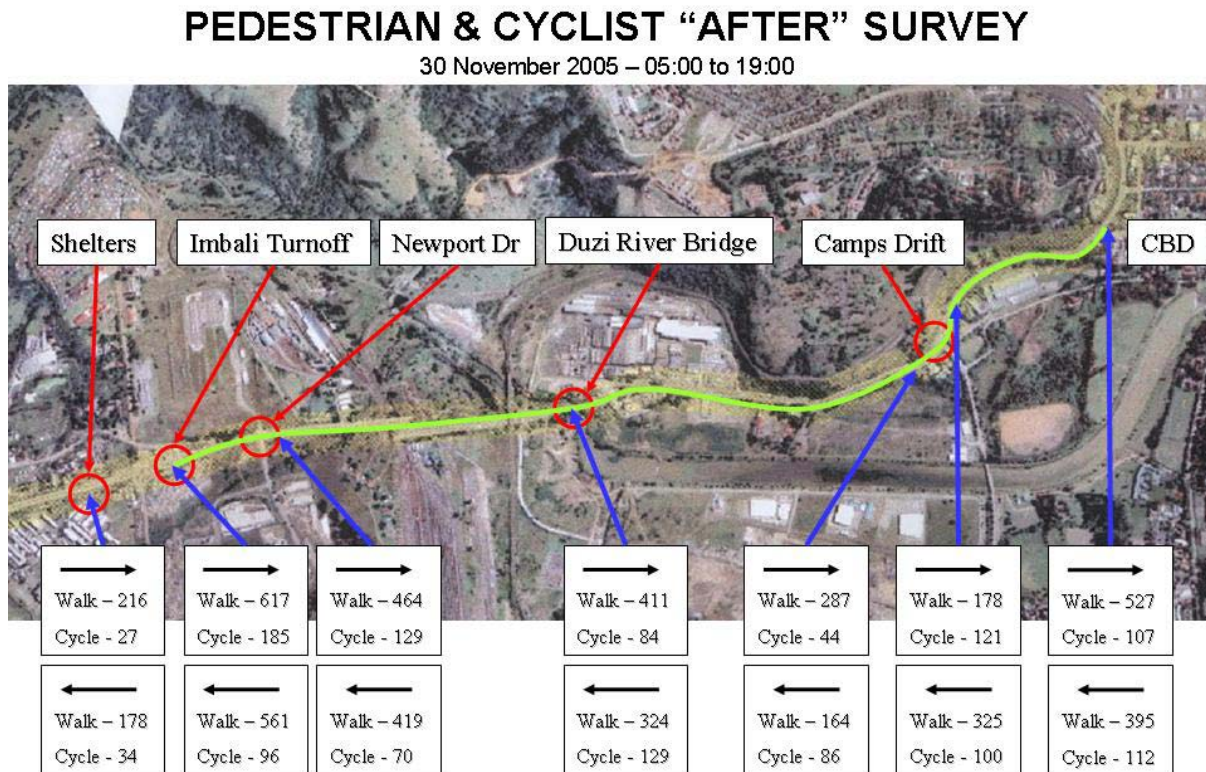 PEDESTRIAN & CYCLIST “AFTER” SURVEY
30 November 2005 – 05:00 to 19:00
Shelters
Imbali Turnoff
Newport Dr
Duzi River Bridge
Camps Drift
CBD
Walk – 216
Cycle - 27
Walk – 617
Cycle - 185
Walk – 464
Cycle - 129
Walk – 411
Cycle - 84
Walk – 287
Cycle - 44
Walk – 178
Cycle - 121
Walk – 527
Cycle - 107
Walk – 178
Cycle - 34
Walk – 561
Cycle - 96
Walk – 419
Cycle - 70
Walk – 324
Cycle - 129
Walk – 164
Cycle - 86
Walk – 325
Cycle - 100
Walk – 395
Cycle - 112